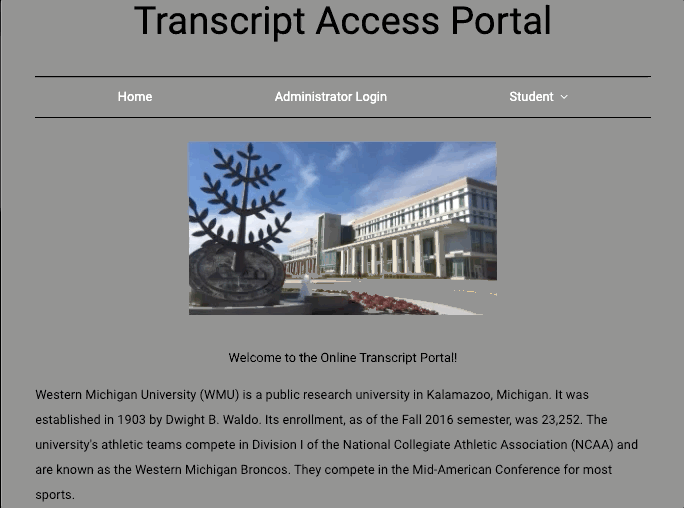 Transcript Access Portal
Home Administrator Login Student
Welcome to the Online Transcript Portal!
Western Michigan University (WMU) is a public research university in Kalamazoo, Michigan. It was
established in 1903 by Dwight B. Waldo. Its enrollment, as of the Fall 2016 semester, was 23,252. The
university's athletic teams compete in Division I of the National Collegiate Athletic Association (NCAA) and
are known as the Western Michigan Broncos. They compete in the Mid-American Conference for most
sports.